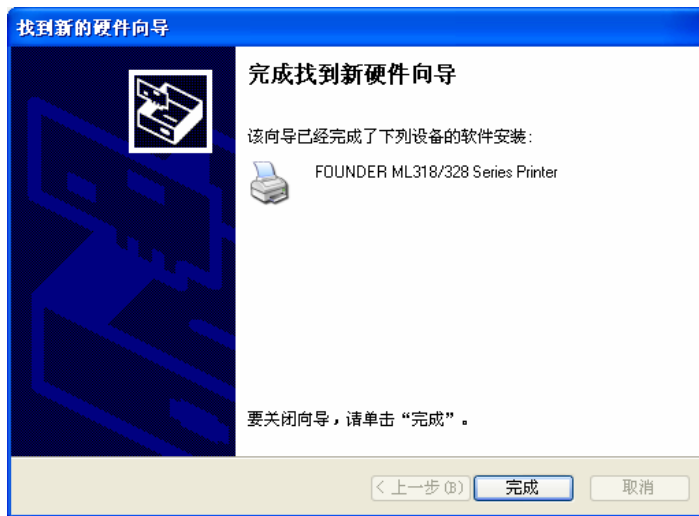 找到新的硬件向导
完成找到新硬件向导
该向导已经完成了下列设备的软件安装:
FOUNDER ML318/328 Series Printer
要关闭向导，请单击“完成”。
< 上一步(B)
完成
取消